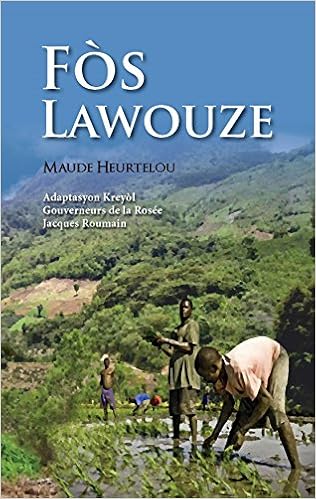 FÒS
LAWOUZE
MAUDE HEURTELOU
Adaptasyon Kreyòl
Gouverneurs de la Rosée
Jacques Roumain